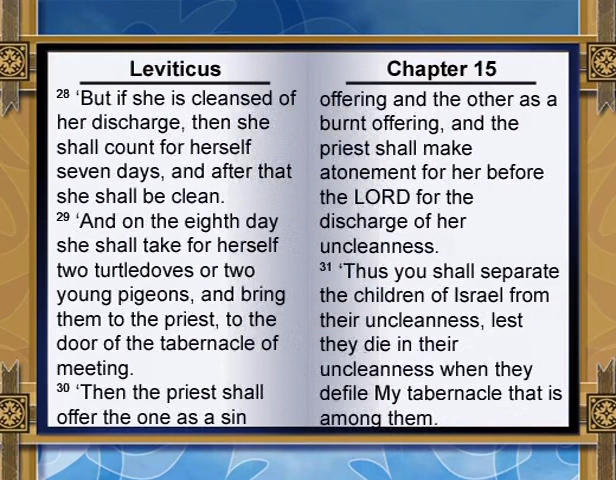 Leviticus
28 ‘But if she is cleansed of
her discharge, then she
shall count for herself
seven days, and after that
she shall be clean.
29 ‘And on the eighth day
she shall take for herself
two turtledoves or two
young pigeons, and bring
them to the priest, to the
door of the tabernacle of
meeting.
30 ‘Then the priest shall
offer the one as a sin
Chapter 15
offering and the other as a
burnt offering, and the
priest shall make
atonement for her before
the LORD for the
discharge of her
uncleanness.
31 ‘Thus you shall separate
the children of Israel from
their uncleanness, lest
they die in their
uncleanness when they
defile My tabernacle that is
among them.